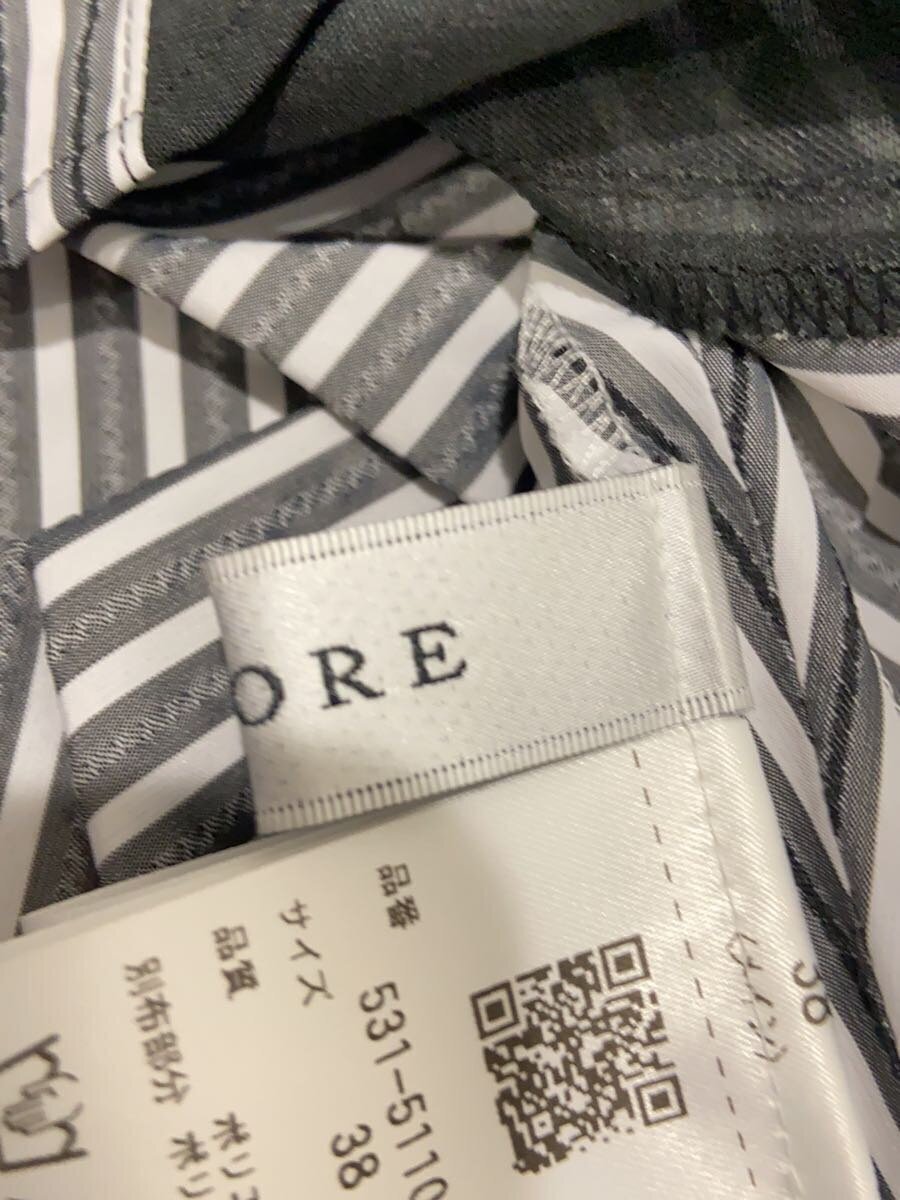 ORE
品番 531-5110
サイズ 38
品質 ポリエ
別布部分 ポリ
38